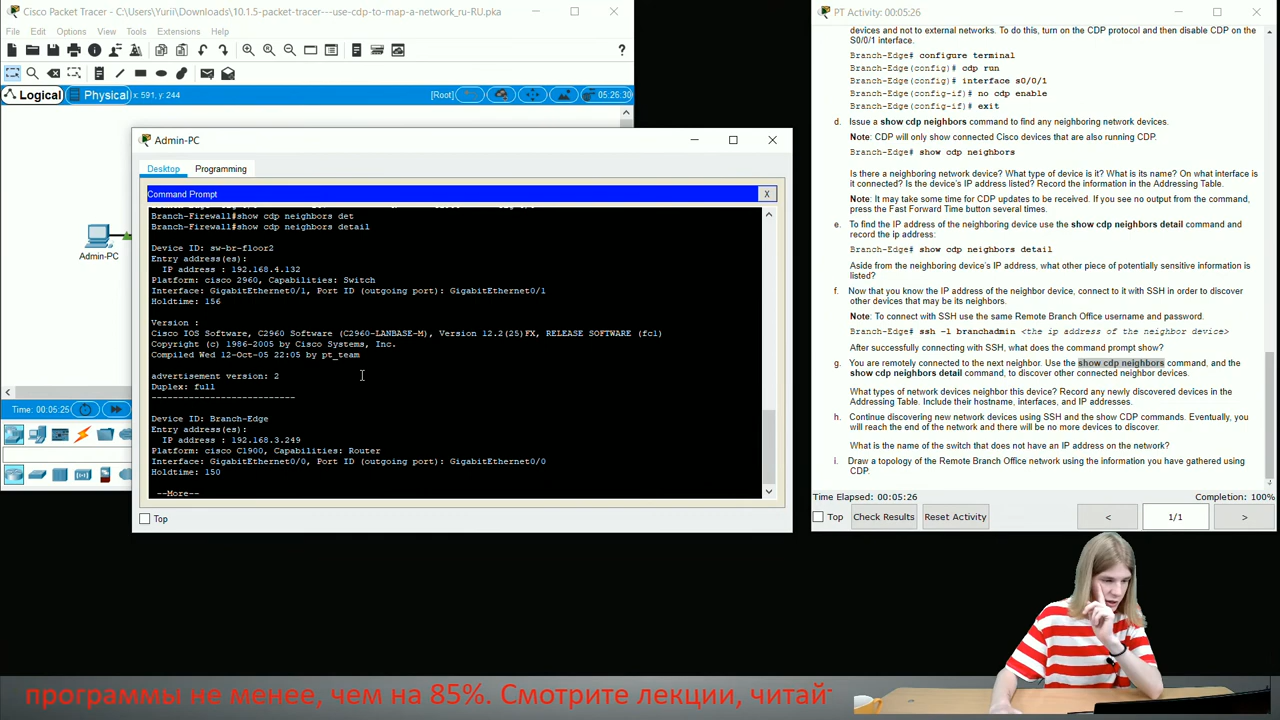 Cisco Packet Tracer - C:\Users\Yurii\Downloads\10.1.5-packet-tracer---use-cdp-to-map-a-network_ru-RU.pka
File Edit Options View Tools Extensions Help
Logical Physical x: 591, y: 244 [Root] 05:26:30
Admin-PC
Time: 00:05:25
Admin-PC
Desktop Programming
Command Prompt X
Branch-Firewall#show cdp neighbors det
Branch-Firewall#show cdp neighbors detail
Device ID: sw-br-floor2
Entry address(es):
IP address : 192.168.4.132
Platform: cisco 2960, Capabilities: Switch
Interface: GigabitEthernet0/1, Port ID (outgoing port): GigabitEthernet0/1
Holdtime: 156
Version :
Cisco IOS Software, C2960 Software (C2960-LANBASE-M), Version 12.2(25)FX, RELEASE SOFTWARE (fc1)
Copyright (c) 1986-2005 by Cisco Systems, Inc.
Compiled Wed 12-Oct-05 22:05 by pt_team
advertisement version: 2
Duplex: full
---------------------------
Device ID: Branch-Edge
Entry address(es):
IP address : 192.168.3.249
Platform: cisco C1900, Capabilities: Router
Interface: GigabitEthernet0/0, Port ID (outgoing port): GigabitEthernet0/0
Holdtime: 150
--More--
Top
PT Activity: 00:05:26
devices and not to external networks. To do this, turn on the CDP protocol and then disable CDP on the
S0/0/1 interface.
Branch-Edge# configure terminal
Branch-Edge(config)# cdp run
Branch-Edge(config)# interface s0/0/1
Branch-Edge(config-if)# no cdp enable
Branch-Edge(config-if)# exit
d. Issue a show cdp neighbors command to find any neighboring network devices.
Note: CDP will only show connected Cisco devices that are also running CDP.
Branch-Edge# show cdp neighbors
Is there a neighboring network device? What type of device is it? What is its name? On what interface is
it connected? Is the device's IP address listed? Record the information in the Addressing Table.
Note: It may take some time for CDP updates to be received. If you see no output from the command,
press the Fast Forward Time button several times.
e. To find the IP address of the neighboring device use the show cdp neighbors detail command and
record the ip address:
Branch-Edge# show cdp neighbors detail
Aside from the neighboring device's IP address, what other piece of potentially sensitive information is
listed?
f. Now that you know the IP address of the neighbor device, connect to it with SSH in order to discover
other devices that may be its neighbors.
Note: To connect with SSH use the same Remote Branch Office username and password.
Branch-Edge# ssh -l branchadmin <the ip address of the neighbor device>
After successfully connecting with SSH, what does the command prompt show?
g. You are remotely connected to the next neighbor. Use the show cdp neighbors command, and the
show cdp neighbors detail command, to discover other connected neighbor devices.
What types of network devices neighbor this device? Record any newly discovered devices in the
Addressing Table. Include their hostname, interfaces, and IP addresses.
h. Continue discovering new network devices using SSH and the show CDP commands. Eventually, you
will reach the end of the network and there will be no more devices to discover.
What is the name of the switch that does not have an IP address on the network?
i. Draw a topology of the Remote Branch Office network using the information you have gathered using
CDP.
Time Elapsed: 00:05:26 Completion: 100%
Top Check Results Reset Activity < 1/1 >
программы не менее, чем на 85%. Смотрите лекции, читай